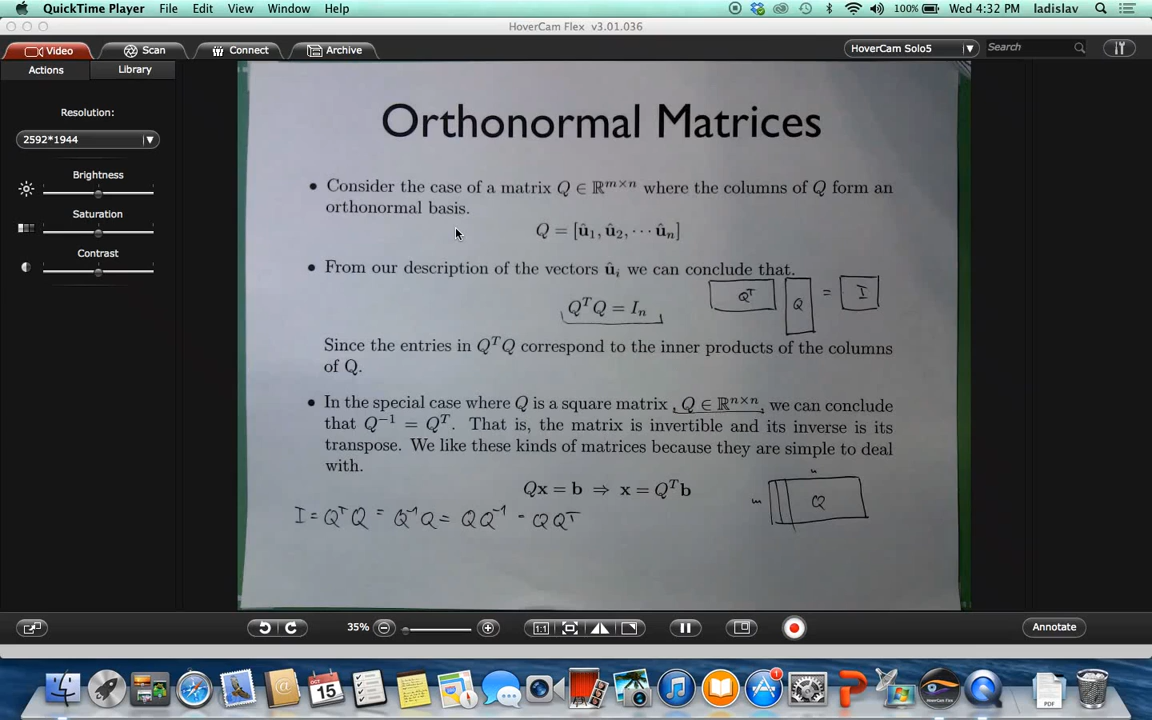 QuickTime Player File Edit View Window Help 100% Wed 4:32 PM ladislav
HoverCam Flex v3.01.036
Video Scan Connect Archive HoverCam Solo5 Search
Actions Library
Resolution:
2592*1944
Brightness
Saturation
Contrast
Orthonormal Matrices
• Consider the case of a matrix Q ∈ ℝ^{m×n} where the columns of Q form an
orthonormal basis.
Q = [û₁, û₂, ··· ûₙ]
• From our description of the vectors ûᵢ we can conclude that.
QᵀQ = Iₙ
Qᵀ Q = I
Since the entries in QᵀQ correspond to the inner products of the columns
of Q.
• In the special case where Q is a square matrix , Q ∈ ℝ^{n×n}, we can conclude
that Q⁻¹ = Qᵀ. That is, the matrix is invertible and its inverse is its
transpose. We like these kinds of matrices because they are simple to deal
with.
Qx = b ⇒ x = Qᵀb
n
m Q
I = QᵀQ = Q⁻¹Q = QQ⁻¹ = QQᵀ
35% 1:1 Annotate
OCT
15
1
PDF